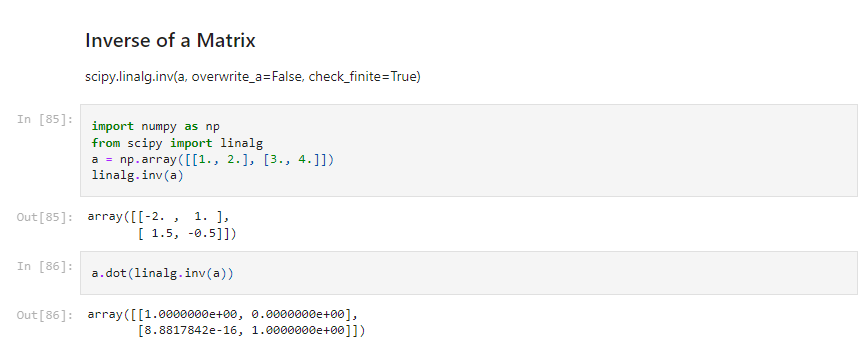 Inverse of a Matrix
scipy.linalg.inv(a, overwrite_a=False, check_finite=True)
In [85]:
import numpy as np
from scipy import linalg
a = np.array([[1., 2.], [3., 4.]])
linalg.inv(a)
Out[85]: array([[-2. ,  1. ],
       [ 1.5, -0.5]])
In [86]: a.dot(linalg.inv(a))
Out[86]: array([[1.0000000e+00, 0.0000000e+00],
       [8.8817842e-16, 1.0000000e+00]])